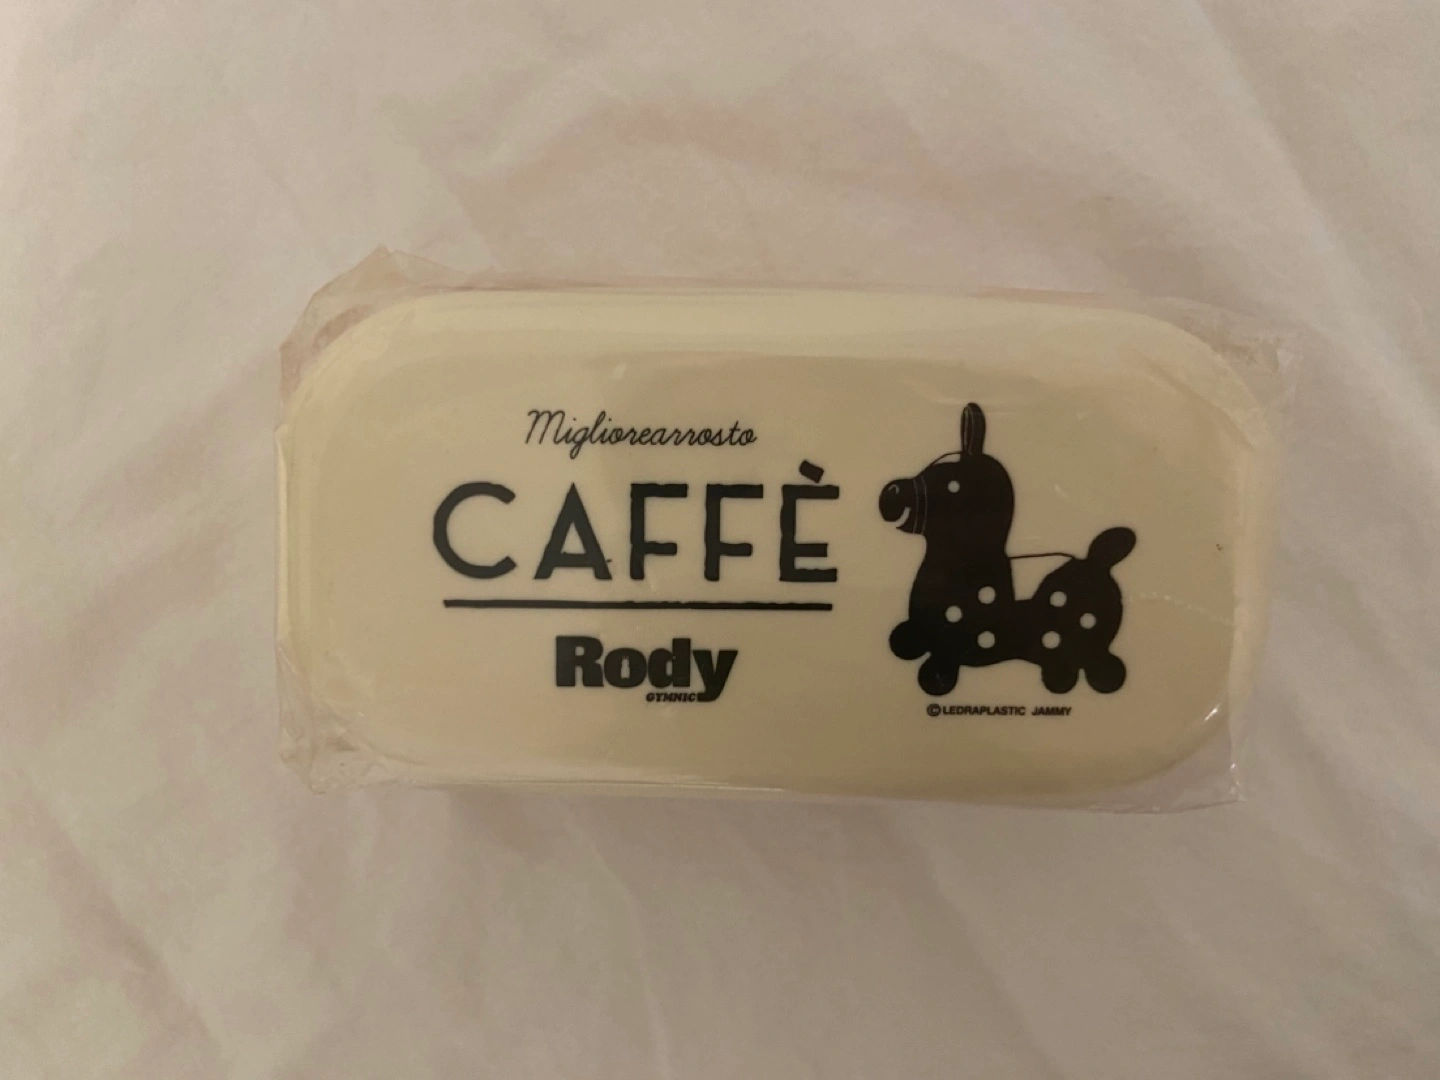 Migliorearrosto
CAFFÈ
Rody
GYMNIC
©LEDRAPLASTIC JAMMY